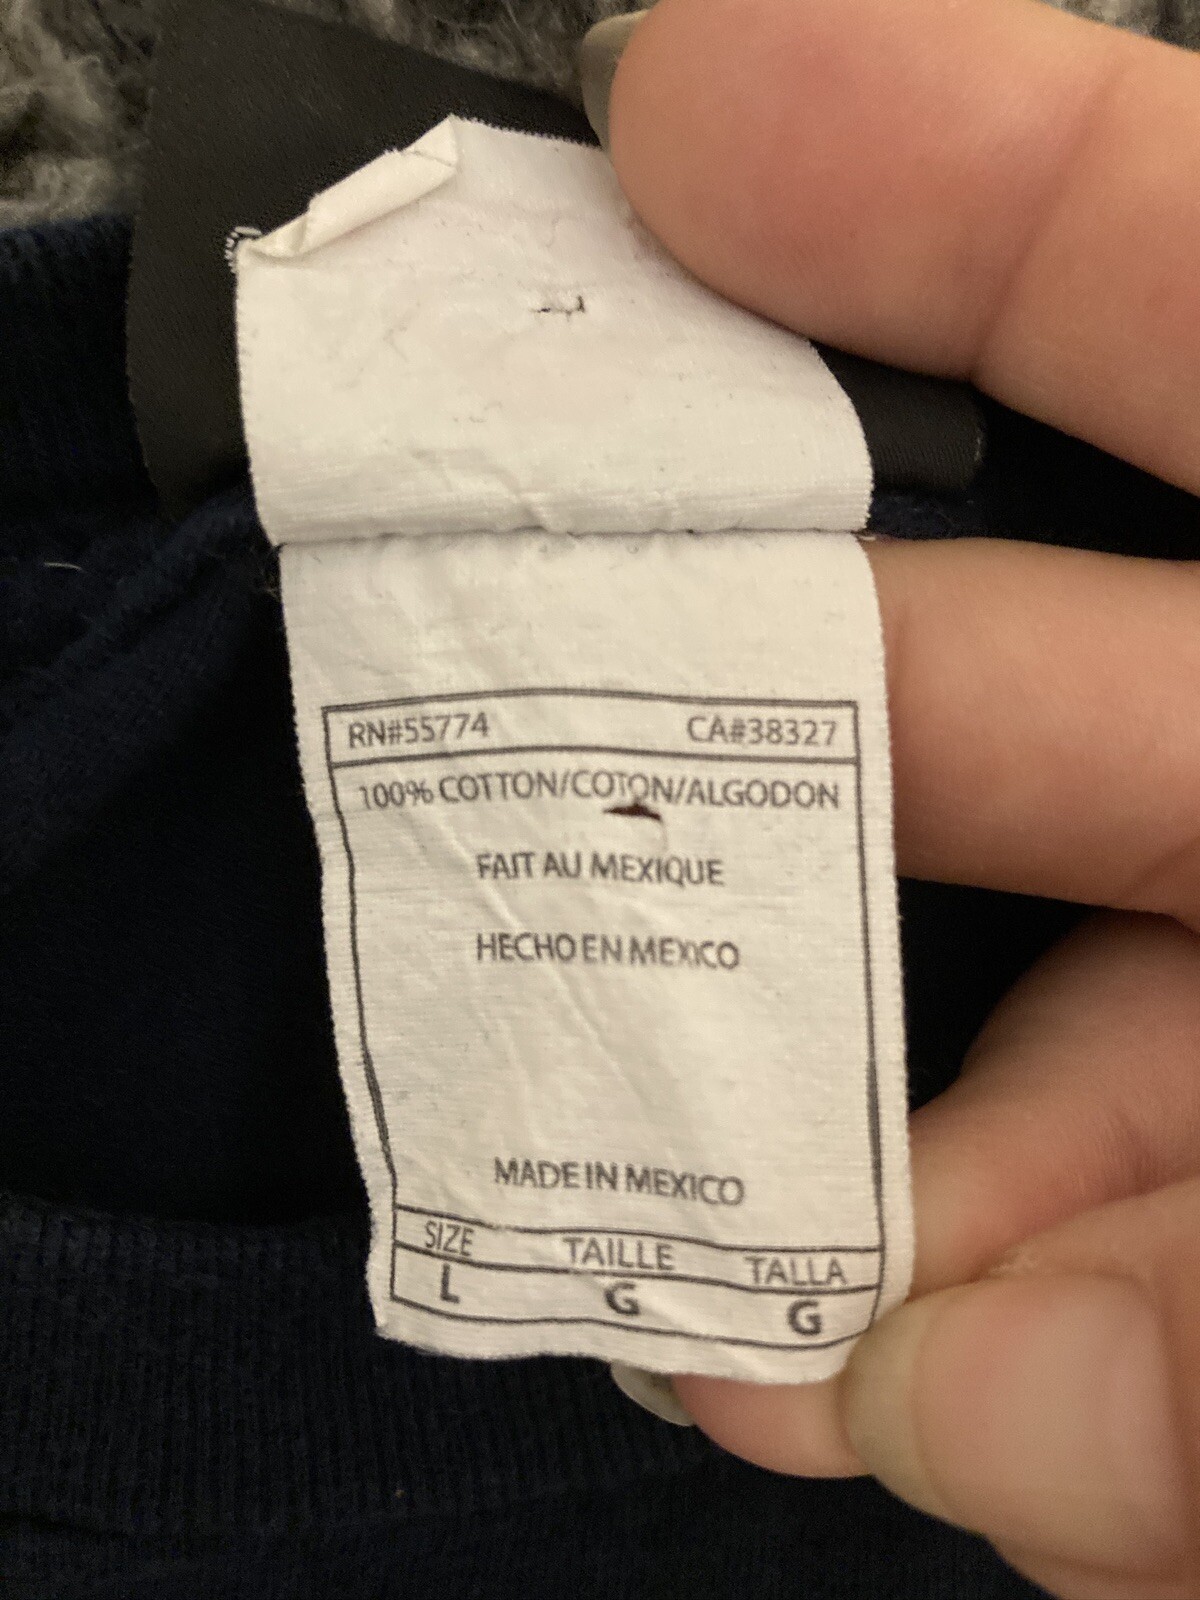 RN#55774 CA#38327
100% COTTON/COTON/ALGODON
FAIT AU MEXIQUE
HECHO EN MEXICO
MADE IN MEXICO
SIZE TAILLE TALLA
L G G